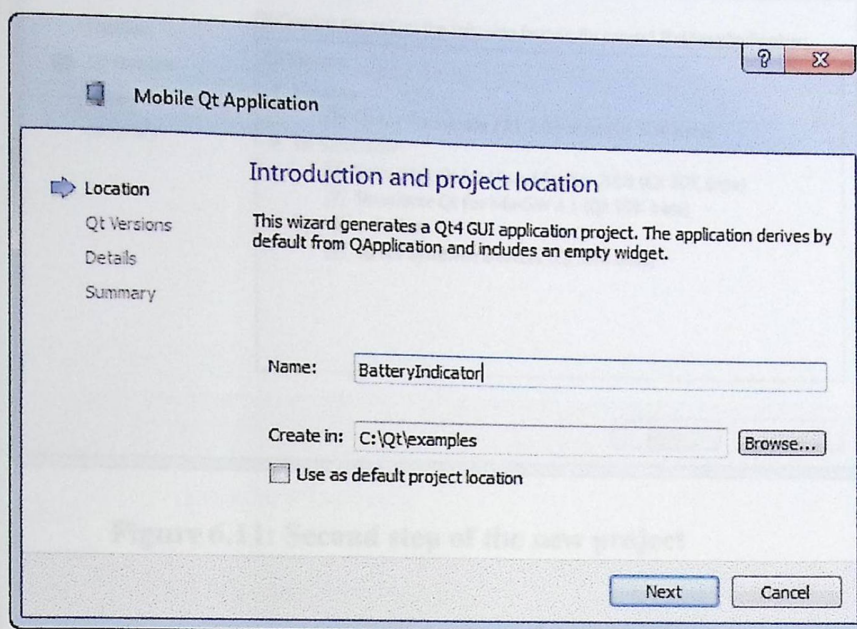 ?
X
Mobile Qt Application
Location
Qt Versions
Details
Summary
Introduction and project location
This wizard generates a Qt4 GUI application project. The application derives by
default from QApplication and includes an empty widget.
Name:
BatteryIndicator
Create in:
C:\Qt\examples
Browse...
Use as default project location
Figure 6.11: Second step of the new project
Next
Cancel